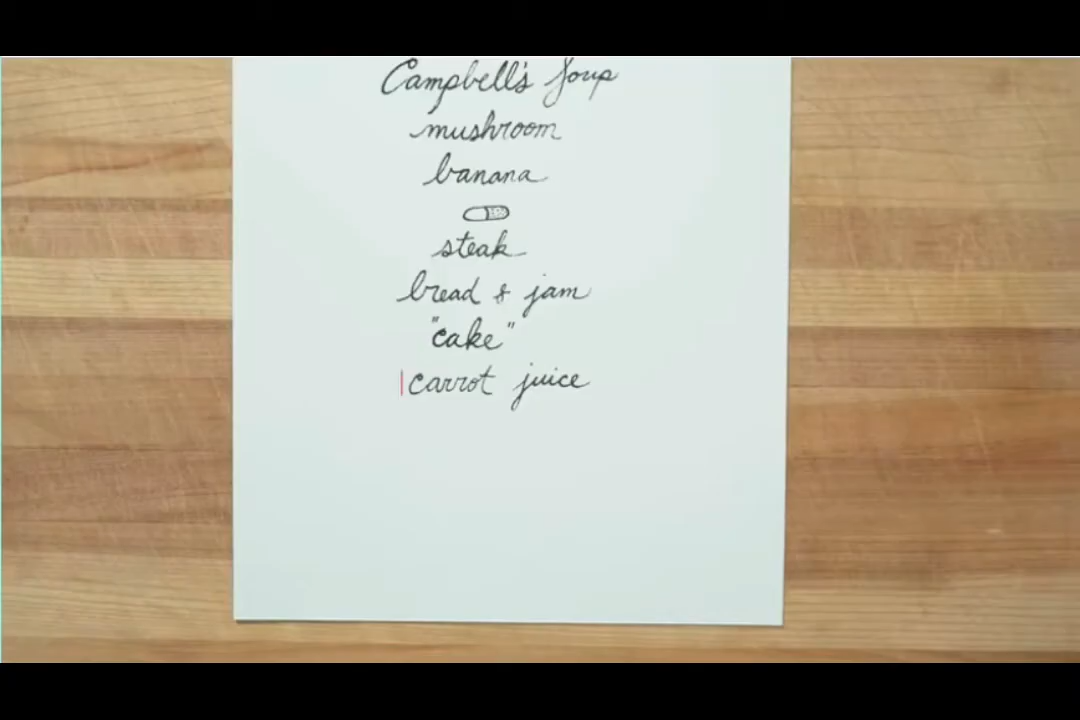 Campbell's Soup
mushroom
banana
steak
bread & jam
"cake"
carrot juice